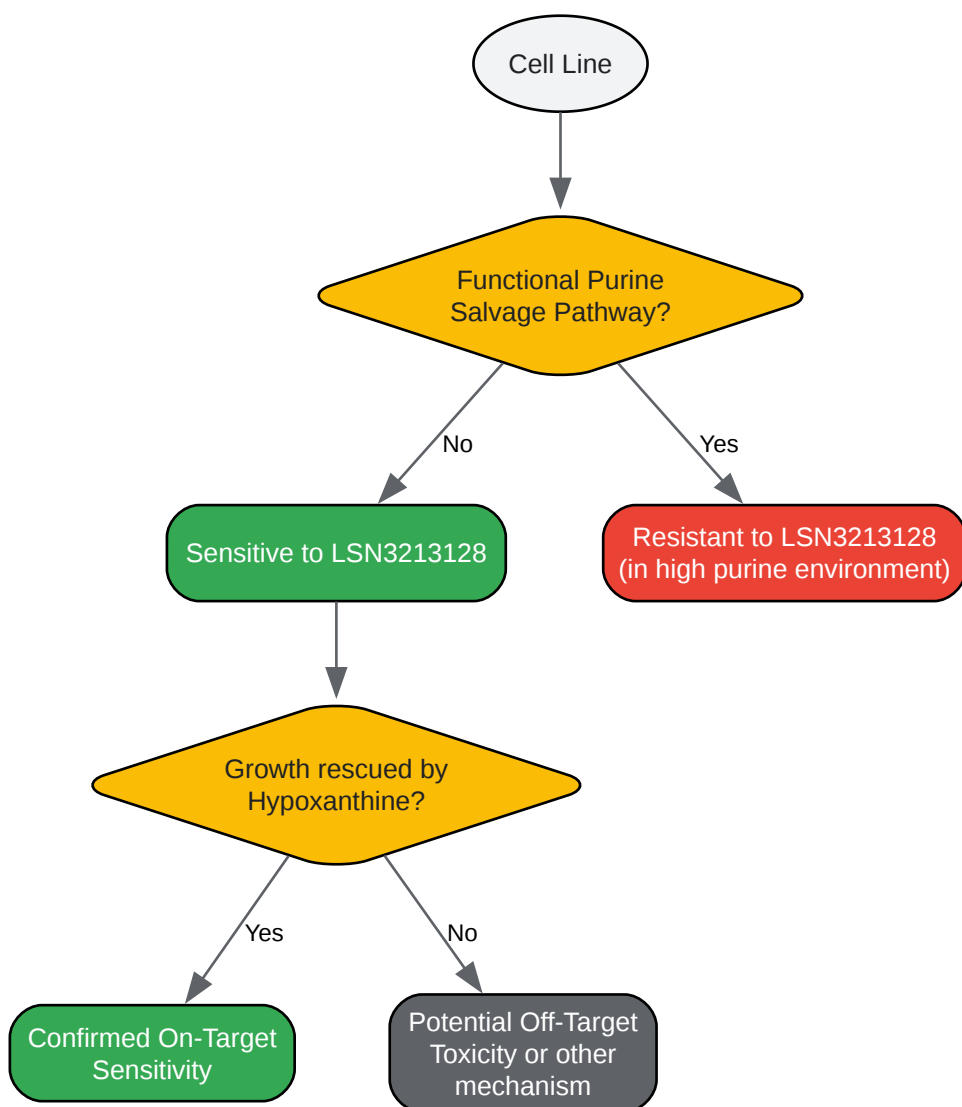 Cell Line
Functional Purine
Salvage Pathway?
No
Yes
Sensitive to LSN3213128
Resistant to LSN3213128
(in high purine environment)
Growth rescued by
Hypoxanthine?
Yes
No
Confirmed On-Target
Sensitivity
Potential Off-Target
Toxicity or other
mechanism